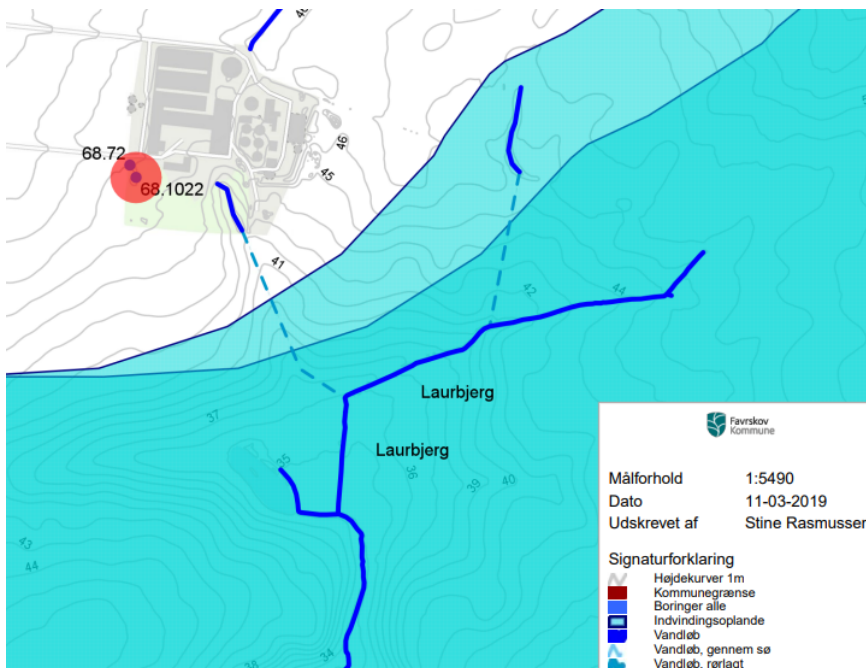 46
68.72
46
45
68.1022
41
42
44
Laurbjerg
37
Laurbjerg
35
36
39
40
43
44
34
38
Favrskov
Kommune
Målforhold 1:5490
Dato 11-03-2019
Udskrevet af Stine Rasmussen
Signaturforklaring
Højdekurver 1m
Kommunegrænse
Boringer alle
Indvindingsoplande
Vandløb
Vandløb, gennem sø
Vandløb, rørlagt